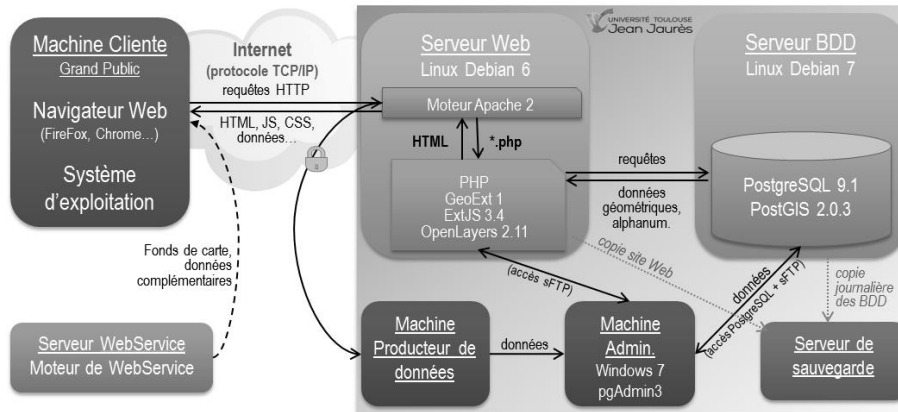 Machine Cliente
Grand Public
Navigateur Web
(FireFox, Chrome…)
Système
d’exploitation
Internet
(protocole TCP/IP)
requêtes HTTP
HTML, JS, CSS,
données…
UNIVERSITÉ TOULOUSE
Jean Jaurès
Serveur Web
Linux Debian 6
Moteur Apache 2
HTML
*.php
PHP
GeoExt 1
ExtJS 3.4
OpenLayers 2.11
requêtes
données
géométriques,
alphanum.
Serveur BDD
Linux Debian 7
PostgreSQL 9.1
PostGIS 2.0.3
Fonds de carte,
données
complémentaires
Serveur WebService
Moteur de WebService
copie site Web
(accès sFTP)
données
(accès PostgreSQL + sFTP)
copie
journalière
des BDD
Machine
Producteur de
données
données
Machine
Admin.
Windows 7
pgAdmin3
Serveur de
sauvegarde